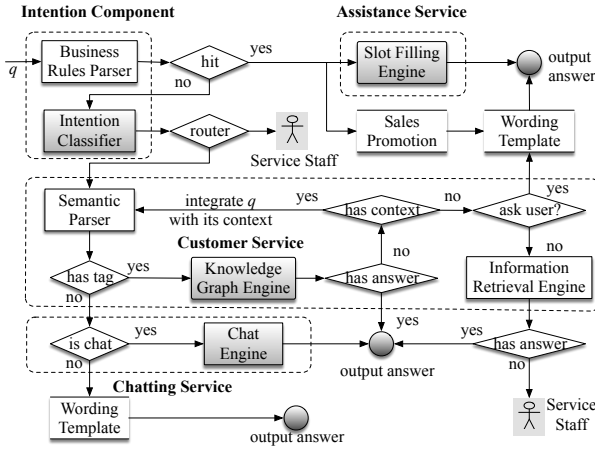 Intention Component
Assistance Service
q
Business
Rules Parser
hit
yes
no
Slot Filling
Engine
output
answer
Intention
Classifier
router
Service Staff
Sales
Promotion
Wording
Template
Semantic
Parser
integrate q
with its context
yes
has context
no
yes
ask user?
Customer Service
no
no
has tag
yes
Knowledge
Graph Engine
has answer
Information
Retrieval Engine
no
yes
yes
is chat
yes
Chat
Engine
has answer
no
output answer
no
Chatting Service
Wording
Template
output answer
Service
Staff